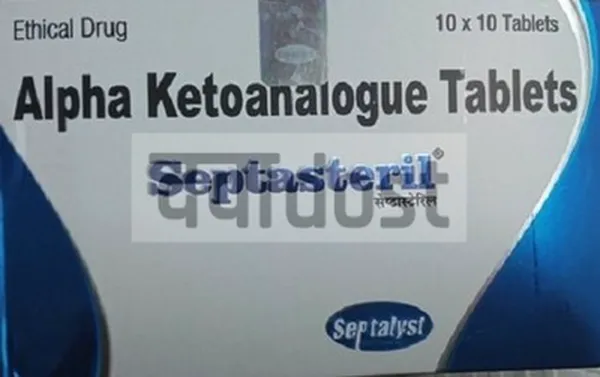 Ethical Drug
10 x 10 Tablets
Alpha Ketoanalogue Tablets
Septasteril®
सेप्टास्टेरिल
Septalyst